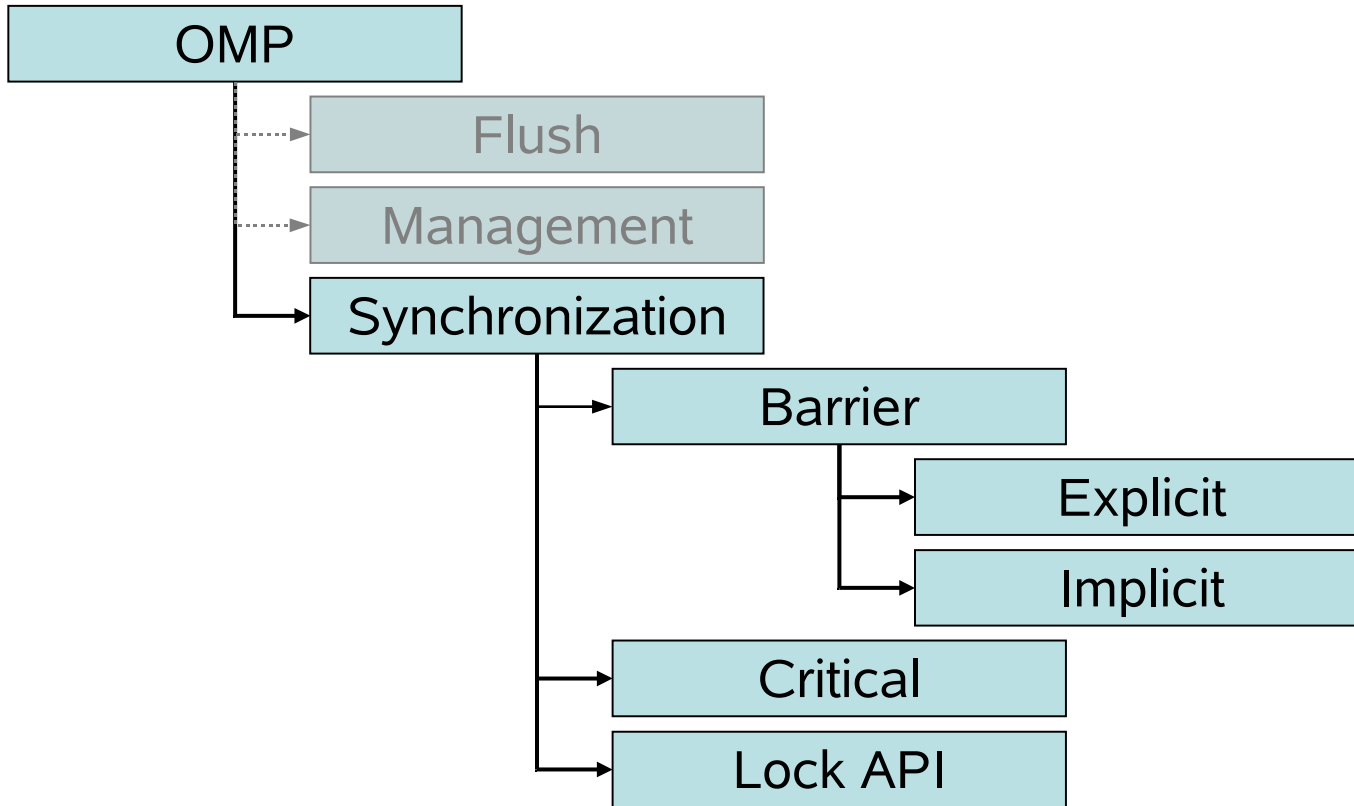 OMP
Flush
Management
Synchronization
Barrier
Explicit
Implicit
Critical
Lock API